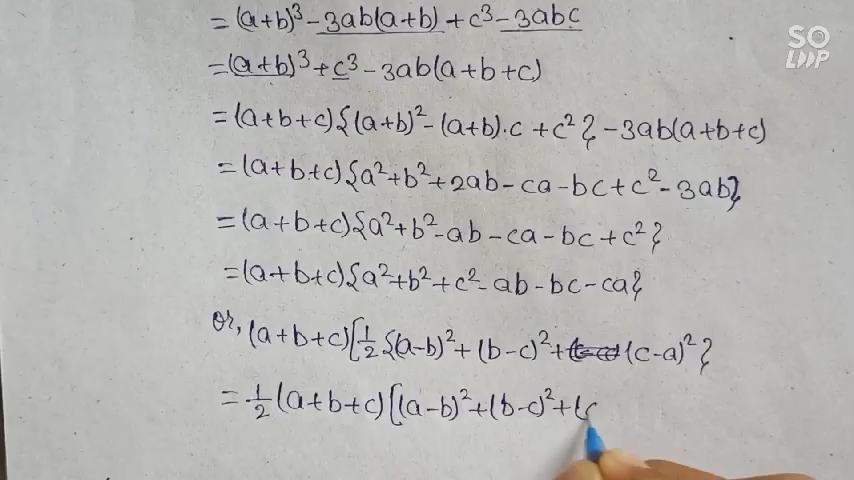 SO
LOOP
= (a+b)³ - 3ab(a+b) + c³ - 3abc
= (a+b)³ + c³ - 3ab(a+b+c)
= (a+b+c){(a+b)² - (a+b).c + c²} - 3ab(a+b+c)
= (a+b+c){a²+b²+2ab-ca-bc+c²-3ab}
= (a+b+c){a²+b²-ab-ca-bc+c²}
= (a+b+c){a²+b²+c²-ab-bc-ca}
or, (a+b+c)[½{(a-b)²+(b-c)²+(c-a)²}
= ½(a+b+c)[(a-b)²+(b-c)²+(c